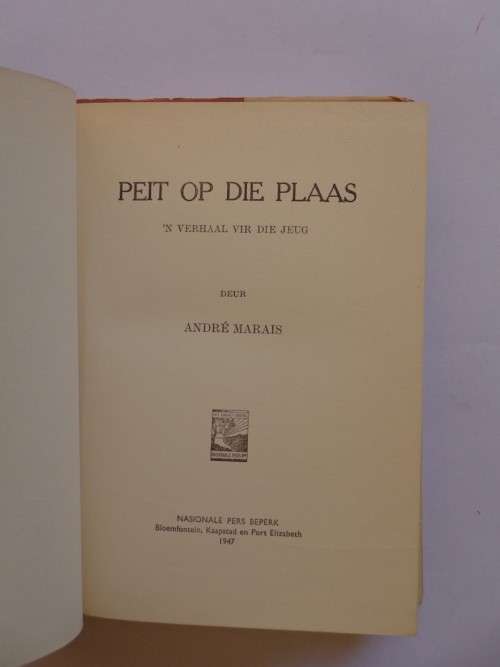 PEIT OP DIE PLAAS
'N VERHAAL VIR DIE JEUG
DEUR
ANDRÉ MARAIS
NASIONALE PERS BEPERK
Bloemfontein, Kaapstad en Port Elizabeth
1947